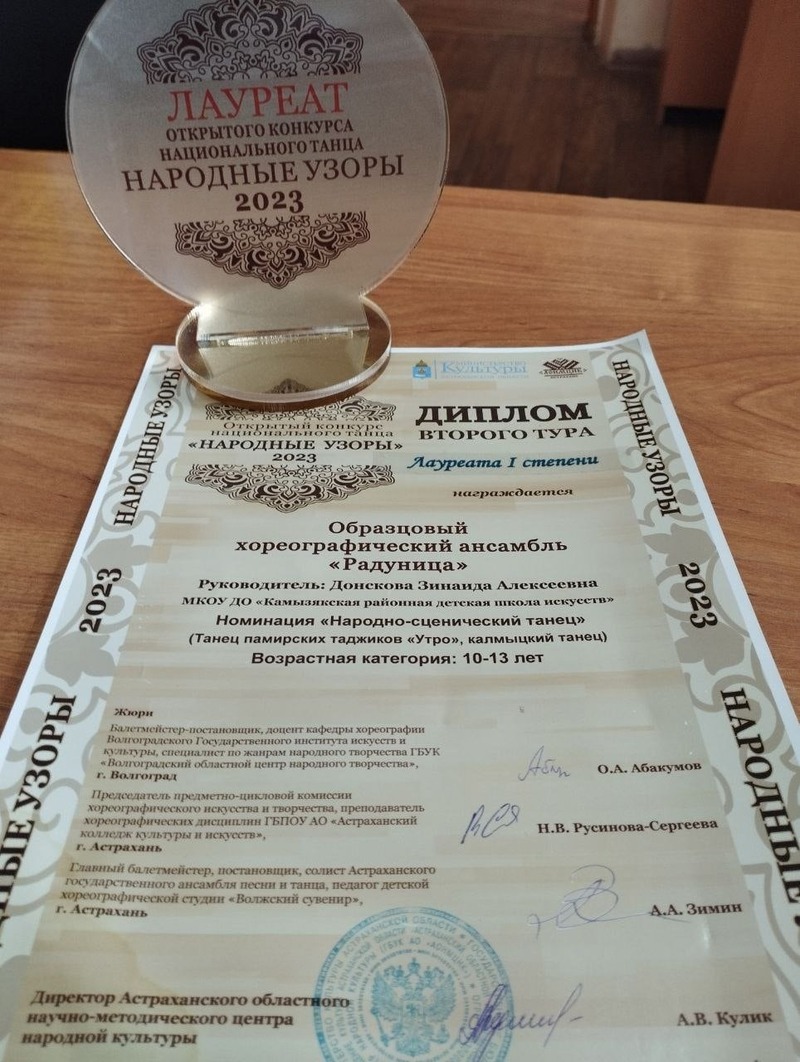 ЛАУРЕАТ
ОТКРЫТОГО КОНКУРСА
НАЦИОНАЛЬНОГО ТАНЦА
НАРОДНЫЕ УЗОРЫ
2023
Культуры
Открытый конкурс
национального танца
«НАРОДНЫЕ УЗОРЫ»
2023
ДИПЛОМ
ВТОРОГО ТУРА
Лауреата I степени
награждается
Образцовый
хореографический ансамбль
«Радуница»
Руководитель: Донскова Зинаида Алексеевна
МКОУ ДО «Камызякская районная детская школа искусств»
Номинация «Народно-сценический танец»
(Танец памирских таджиков «Утро», калмыцкий танец)
Возрастная категория: 10-13 лет
Жюри
Балетмейстер-постановщик, доцент кафедры хореографии
Волгоградского Государственного института искусств и
культуры, специалист по жанрам народного творчества ГБУК
«Волгоградский областной центр народного творчества»,
г. Волгоград
О.А. Абакумов
Председатель предметно-цикловой комиссии
хореографического искусства и творчества, преподаватель
хореографических дисциплин ГБПОУ АО «Астраханский
колледж культуры и искусств»,
г. Астрахань
Н.В. Русинова-Сергеева
Главный балетмейстер, постановщик, солист Астраханского
государственного ансамбля песни и танца, педагог детской
хореографической студии «Волжский сувенир»,
г. Астрахань
А.А. Зимин
Директор Астраханского областного
научно-методического центра
народной культуры
А.В. Кулик
НАРОДНЫЕ УЗОРЫ
2023
УЗОРЫ
НАРОДНЫЕ УЗОРЫ
2023
НАРОДНЫЕ